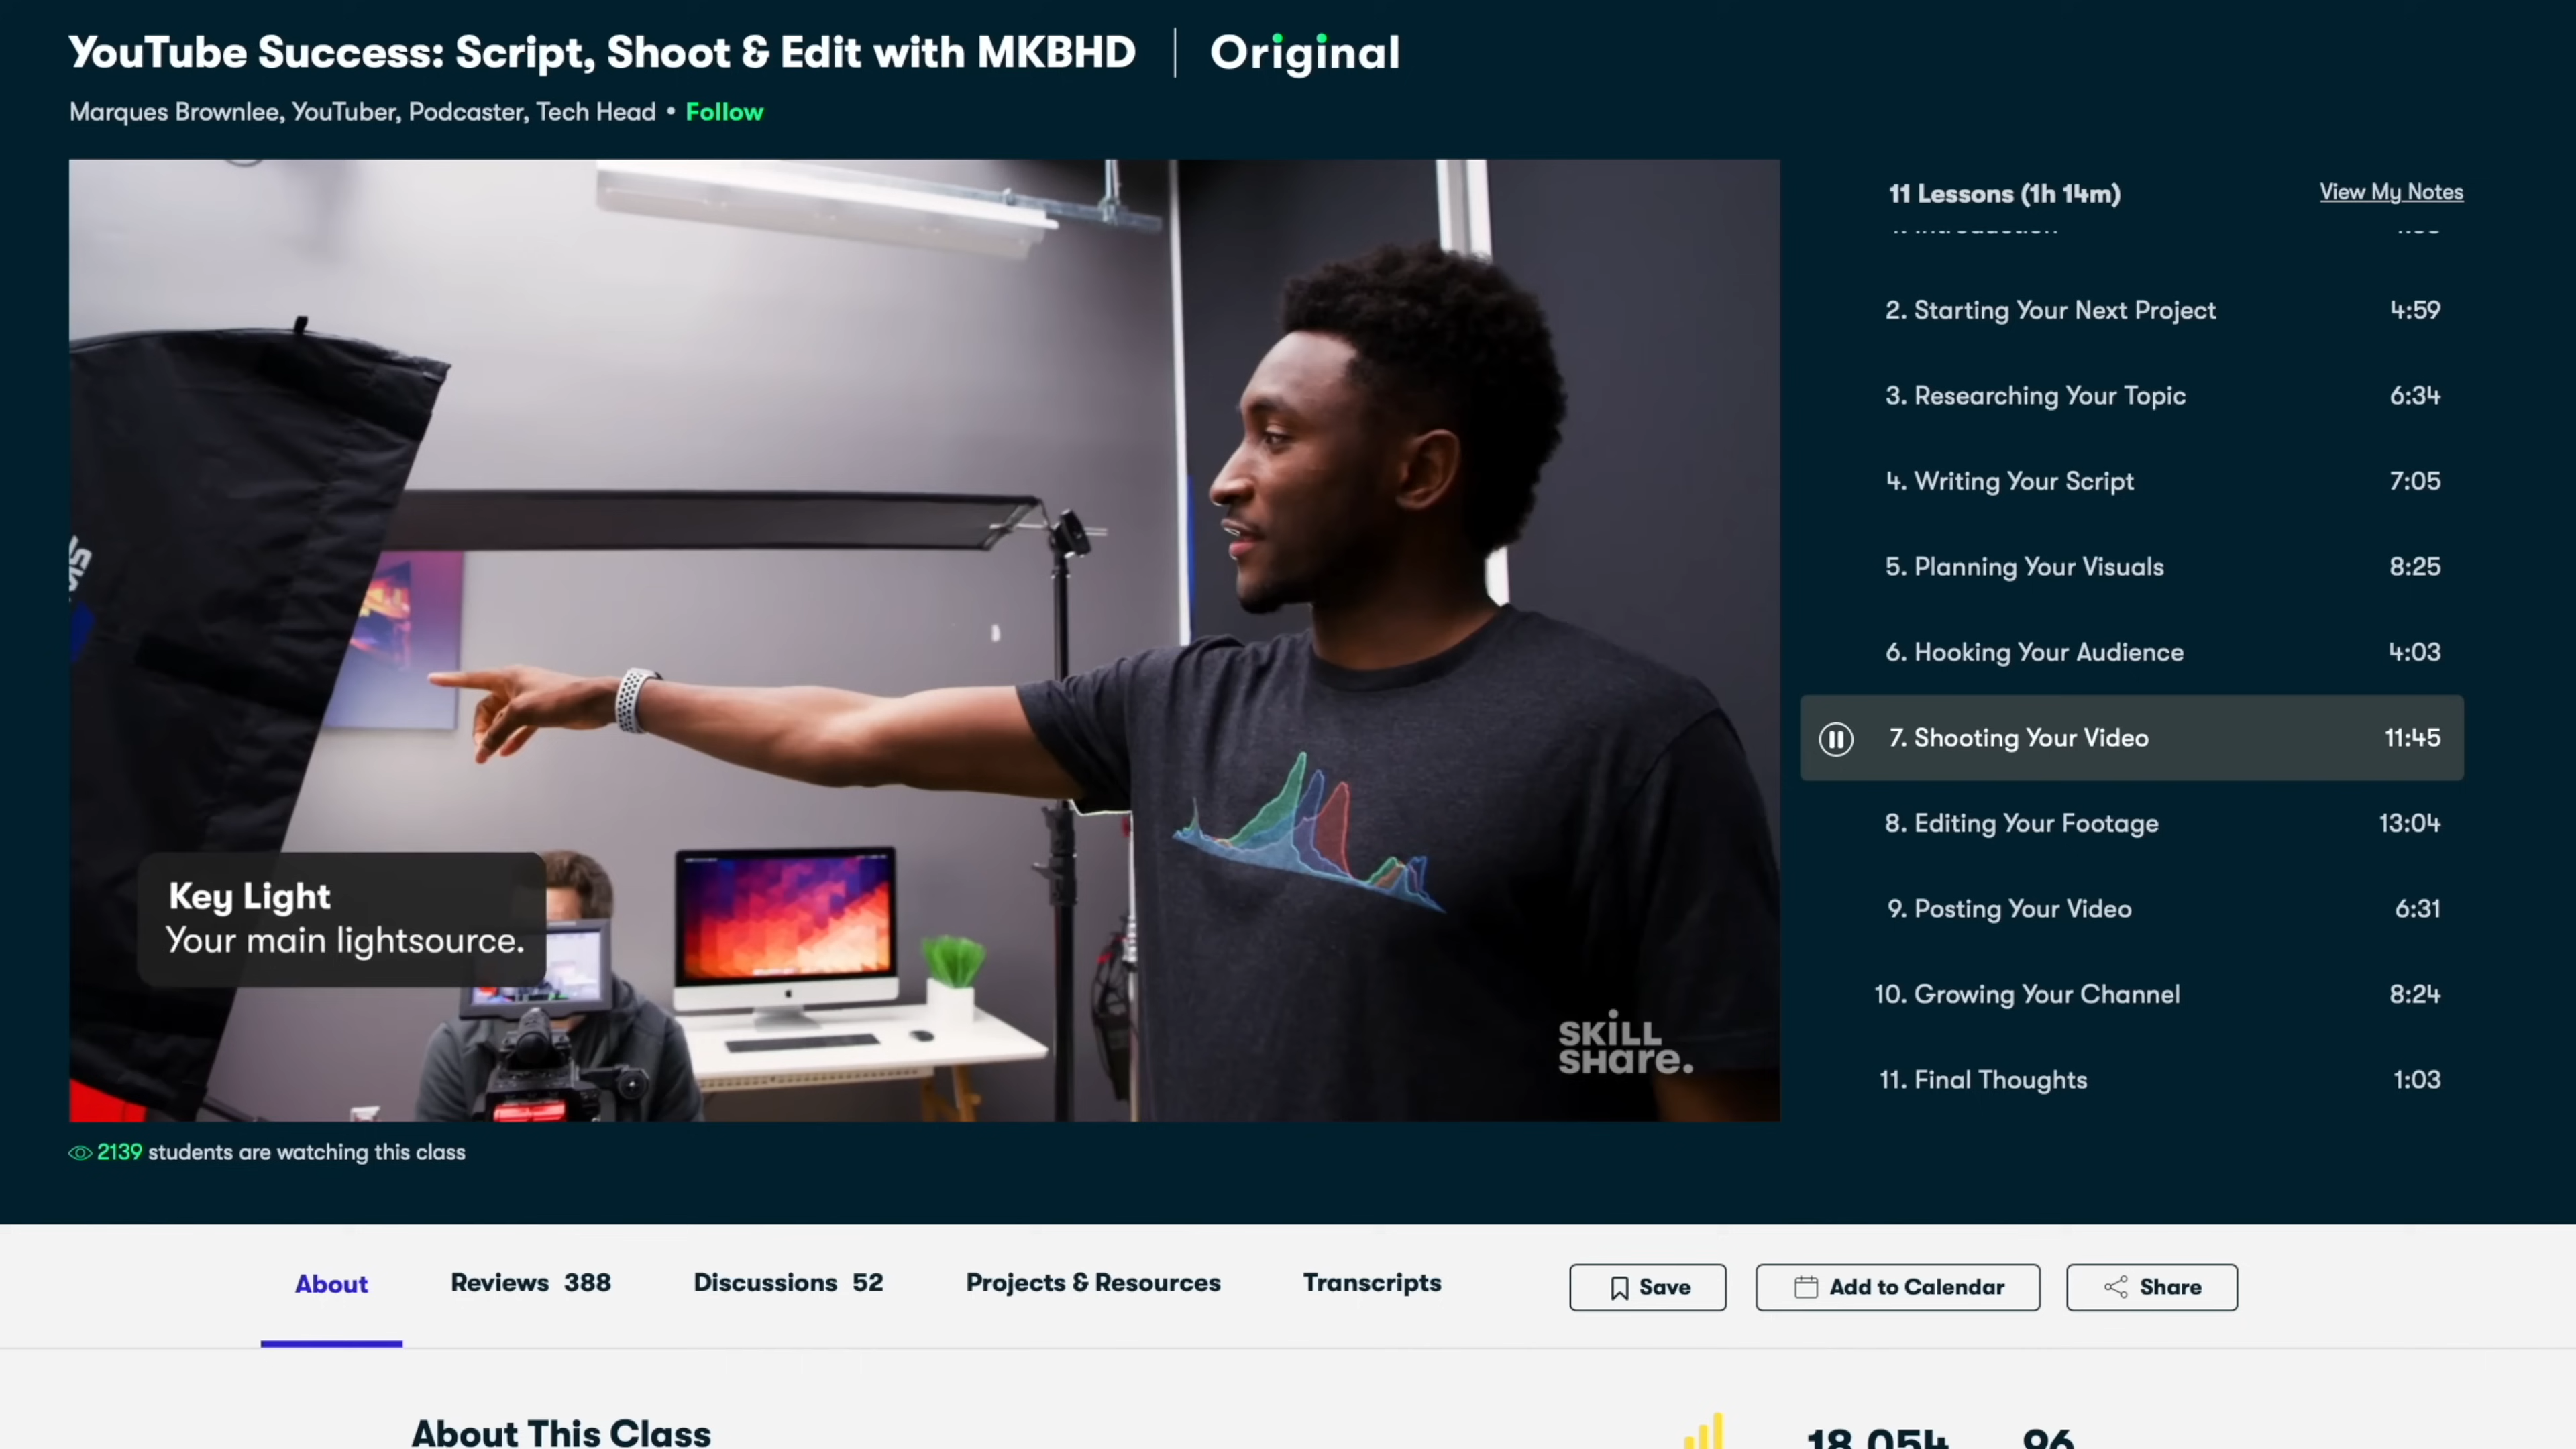 YouTube Success: Script, Shoot & Edit with MKBHD
Original
Marques Brownlee, YouTuber, Podcaster, Tech Head • Follow
11 Lessons (1h 14m)
View My Notes
2. Starting Your Next Project 4:59
3. Researching Your Topic 6:34
4. Writing Your Script 7:05
5. Planning Your Visuals 8:25
6. Hooking Your Audience 4:03
7. Shooting Your Video 11:45
8. Editing Your Footage 13:04
9. Posting Your Video 6:31
10. Growing Your Channel 8:24
11. Final Thoughts 1:03
Key Light
Your main lightsource.
SKILL
SHare.
2139 students are watching this class
About
Reviews 388
Discussions 52
Projects & Resources
Transcripts
Save
Add to Calendar
Share
About This Class
18,054
96